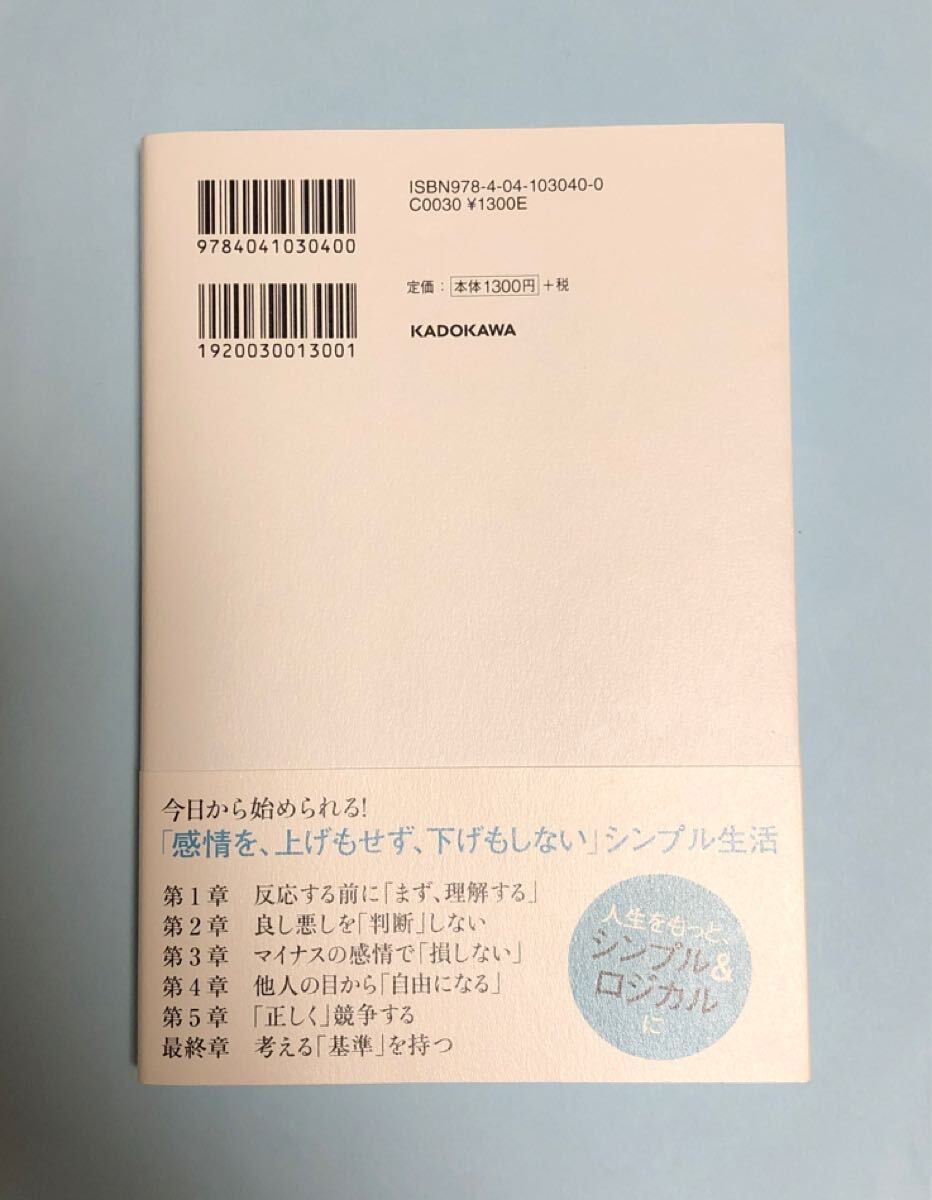 ISBN978-4-04-103040-0
C0030 ¥1300E
9784041030400
定価：本体1300円+税
1920030013001
KADOKAWA
今日から始められる!
「感情を、上げもせず、下げもしない」シンプル生活
第1章 反応する前に「まず、理解する」
第2章 良し悪しを「判断」しない
第3章 マイナスの感情で「損しない」
第4章 他人の目から「自由になる」
第5章 「正しく」競争する
最終章 考える「基準」を持つ
人生をもっと、
シンプル&
ロジカル
に